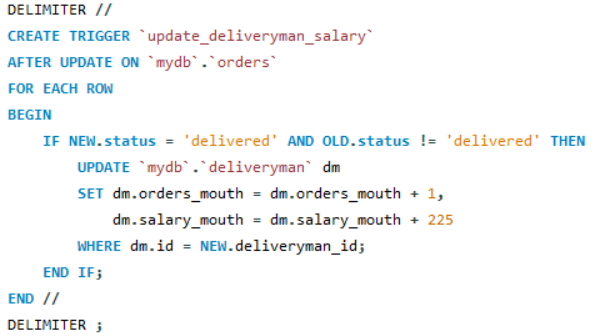 DELIMITER //
CREATE TRIGGER `update_deliveryman_salary`
AFTER UPDATE ON `mydb`.`orders`
FOR EACH ROW
BEGIN
    IF NEW.status = 'delivered' AND OLD.status != 'delivered' THEN
        UPDATE `mydb`.`deliveryman` dm
        SET dm.orders_mouth = dm.orders_mouth + 1,
            dm.salary_mouth = dm.salary_mouth + 225
        WHERE dm.id = NEW.deliveryman_id;
    END IF;
END //
DELIMITER ;